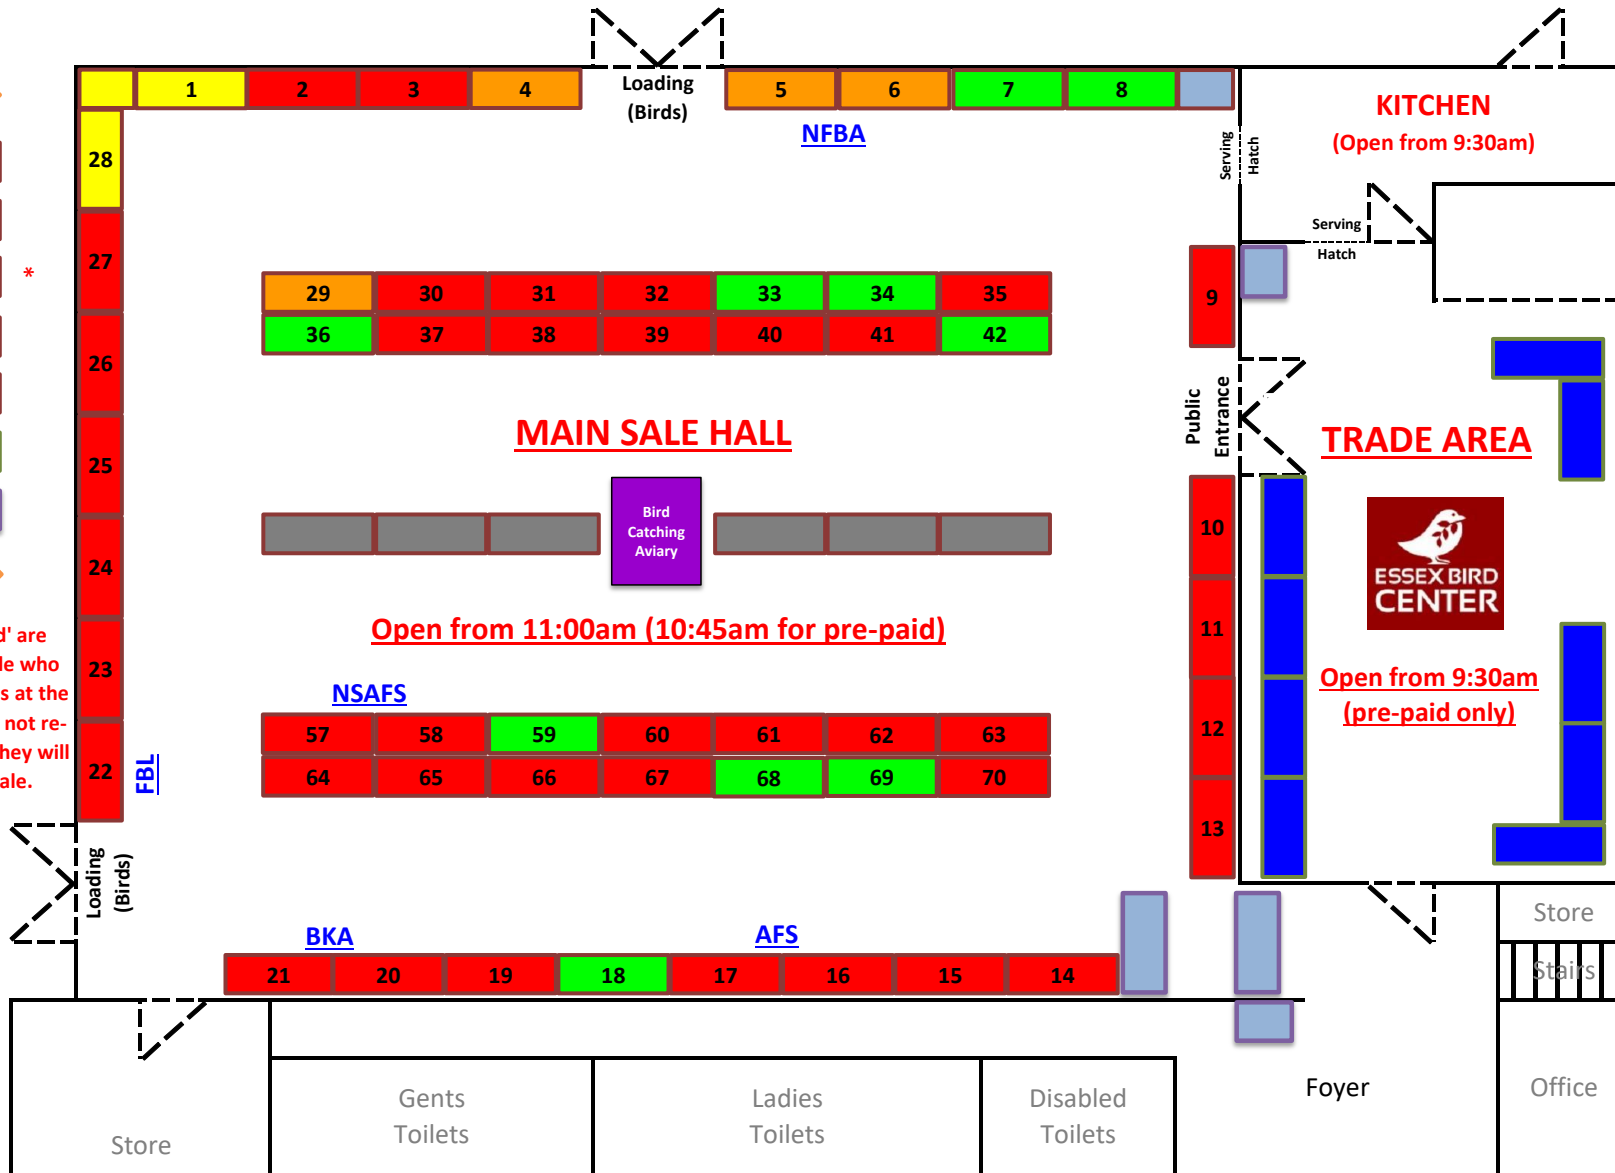 1 2 3 4
Loading
(Birds)
5 6 7 8
NFBA
KITCHEN
(Open from 9:30am)
Serving
Hatch
Serving
Hatch
28
27
*
26
25
24
23
22
29 30 31 32 33 34 35
36 37 38 39 40 41 42
9
Public
Entrance
MAIN SALE HALL
TRADE AREA
Bird
Catching
Aviary
10
11
12
13
ESSEX BIRD
CENTER
Open from 11:00am (10:45am for pre-paid)
Open from 9:30am
(pre-paid only)
d' are
le who
s at the
not re-
hey will
ale.
NSAFS
57 58 59 60 61 62 63
64 65 66 67 68 69 70
FBL
Loading
(Birds)
BKA
AFS
21 20 19 18 17 16 15 14
Store
Stairs
Store
Gents
Toilets
Ladies
Toilets
Disabled
Toilets
Foyer
Office